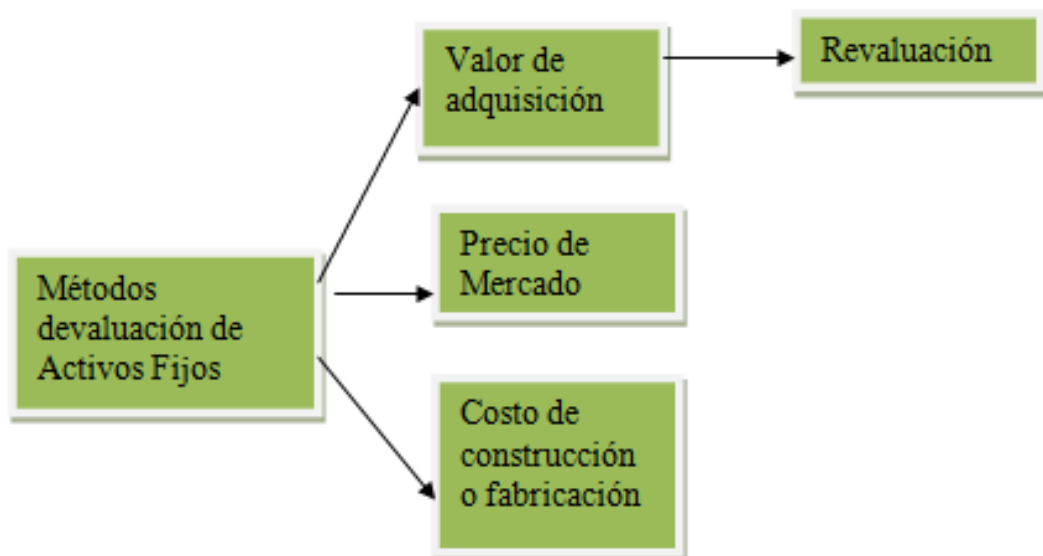 Valor de
adquisición
Revaluación
Precio de
Mercado
Métodos
devaluación de
Activos Fijos
Costo de
construcción
o fabricación